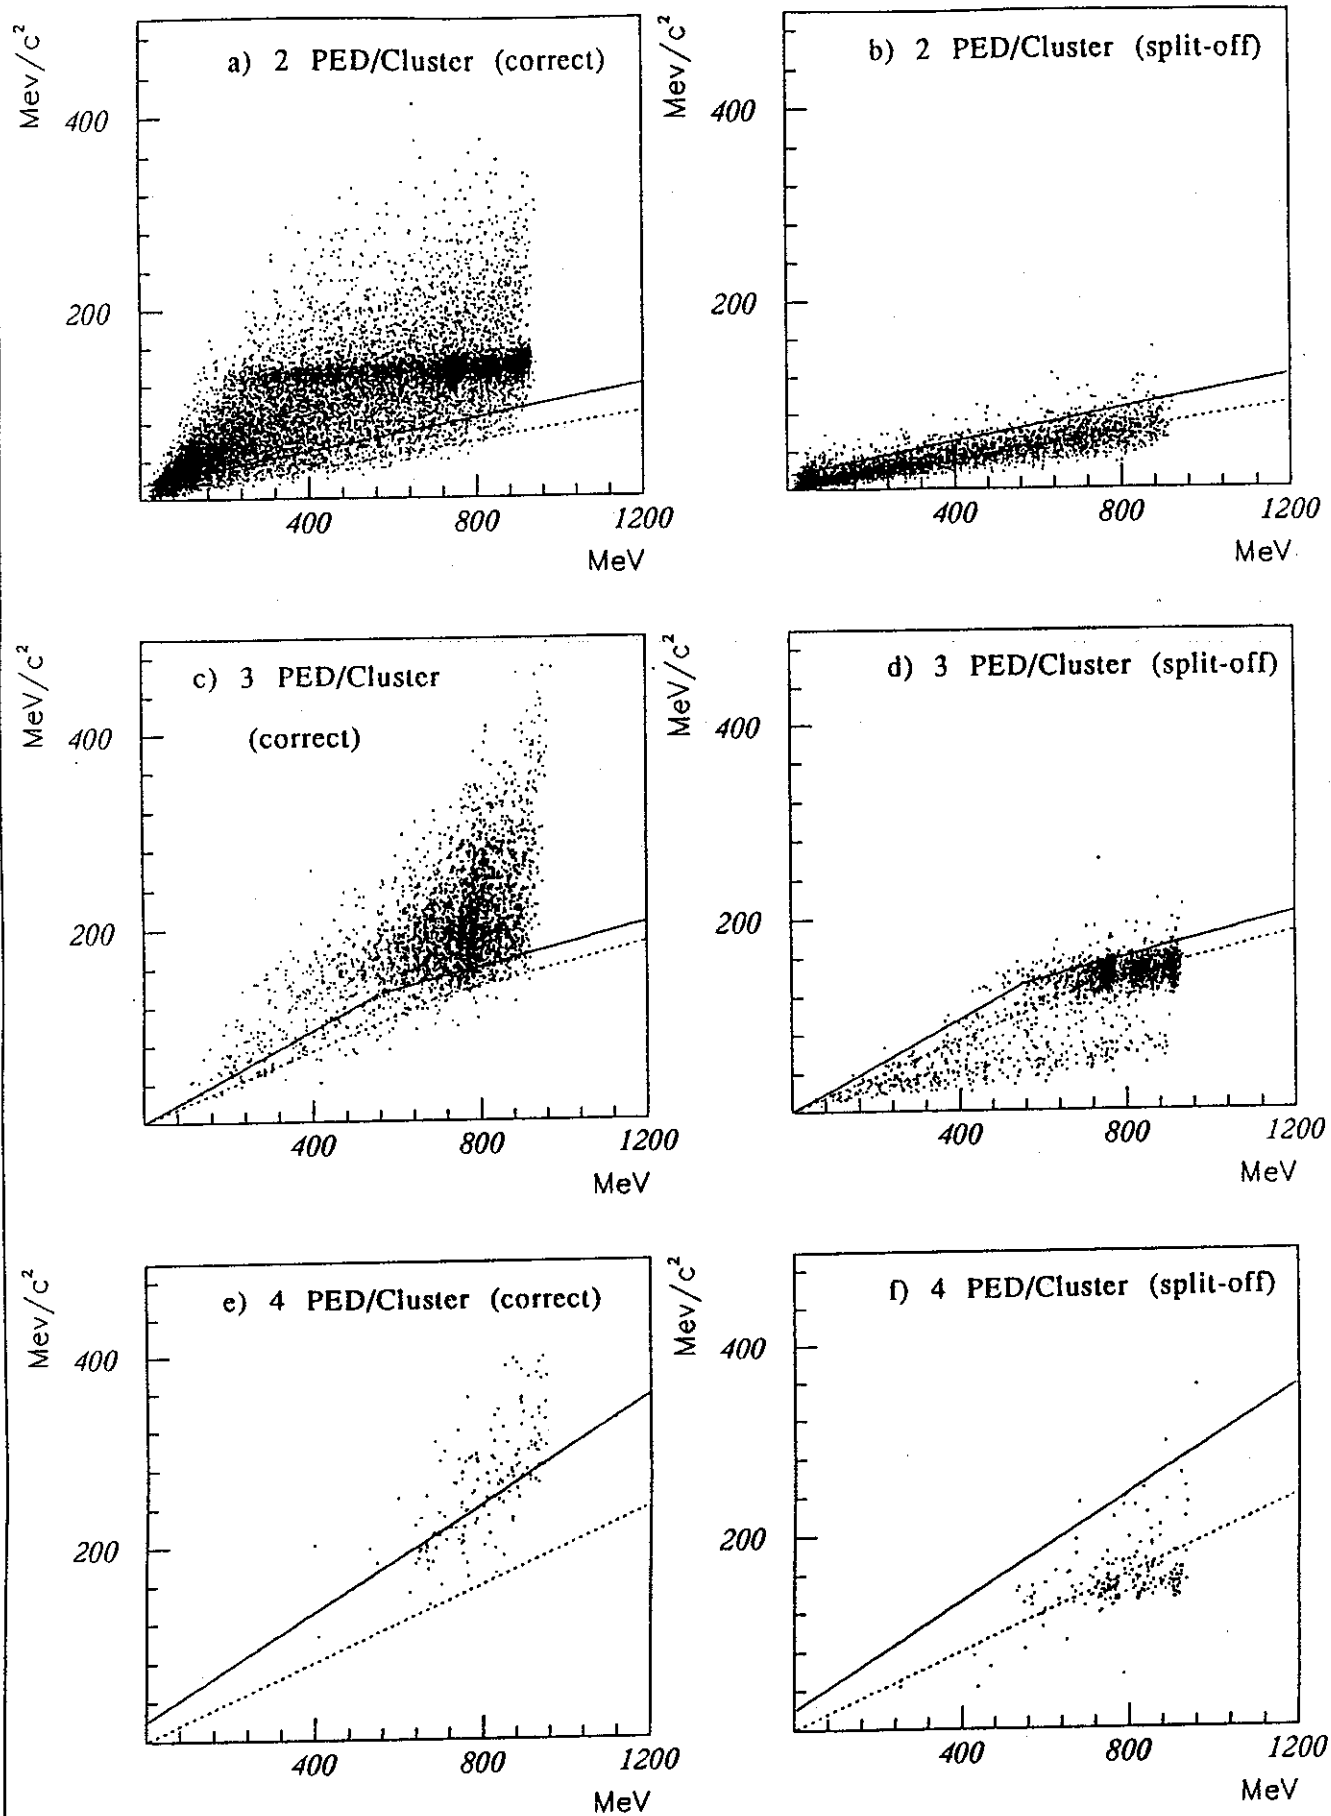 Mev/c²
a) 2 PED/Cluster (correct)
400
200
400 800 1200
MeV
Mev/c²
b) 2 PED/Cluster (split-off)
400
200
400 800 1200
MeV
MeV/c²
c) 3 PED/Cluster
(correct)
400
200
400 800 1200
MeV
MeV/c²
d) 3 PED/Cluster (split-off)
400
200
400 800 1200
MeV
Mev/c²
e) 4 PED/Cluster (correct)
400
200
400 800 1200
MeV
Mev/c²
f) 4 PED/Cluster (split-off)
400
200
400 800 1200
MeV